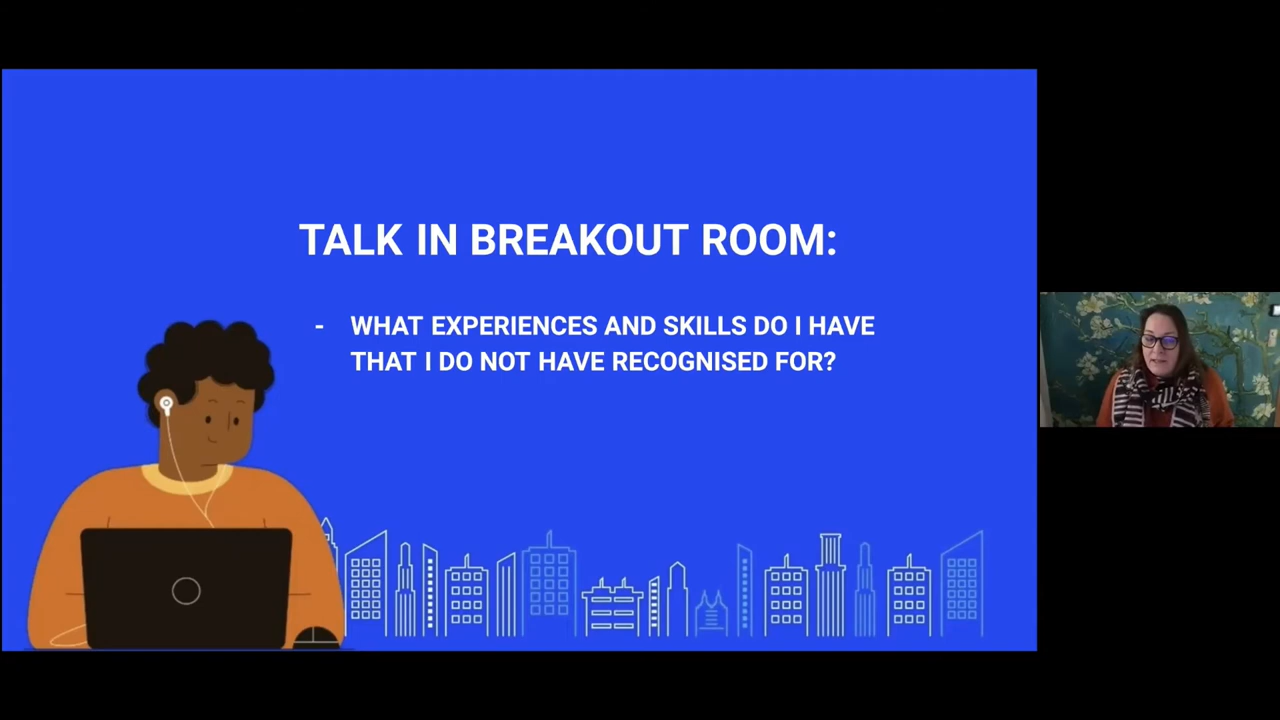 TALK IN BREAKOUT ROOM:
- WHAT EXPERIENCES AND SKILLS DO I HAVE
THAT I DO NOT HAVE RECOGNISED FOR?